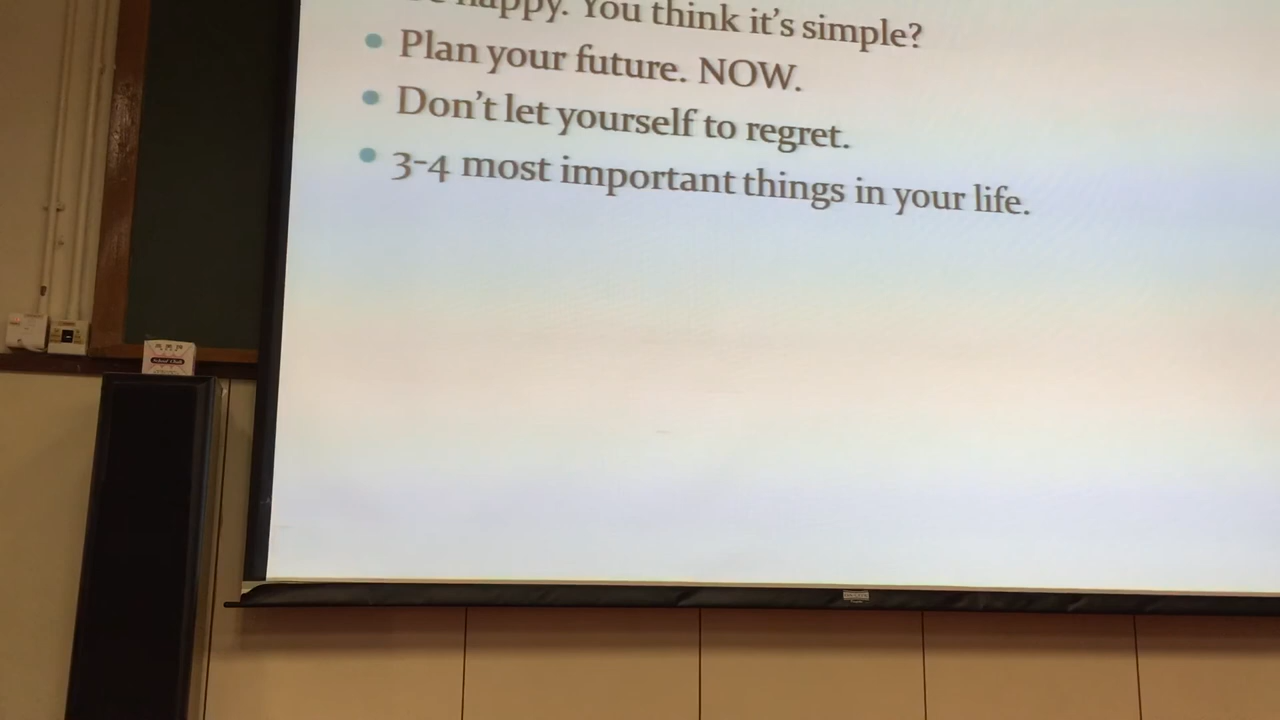 happy. You think it's simple?
Plan your future. NOW.
Don't let yourself to regret.
3-4 most important things in your life.